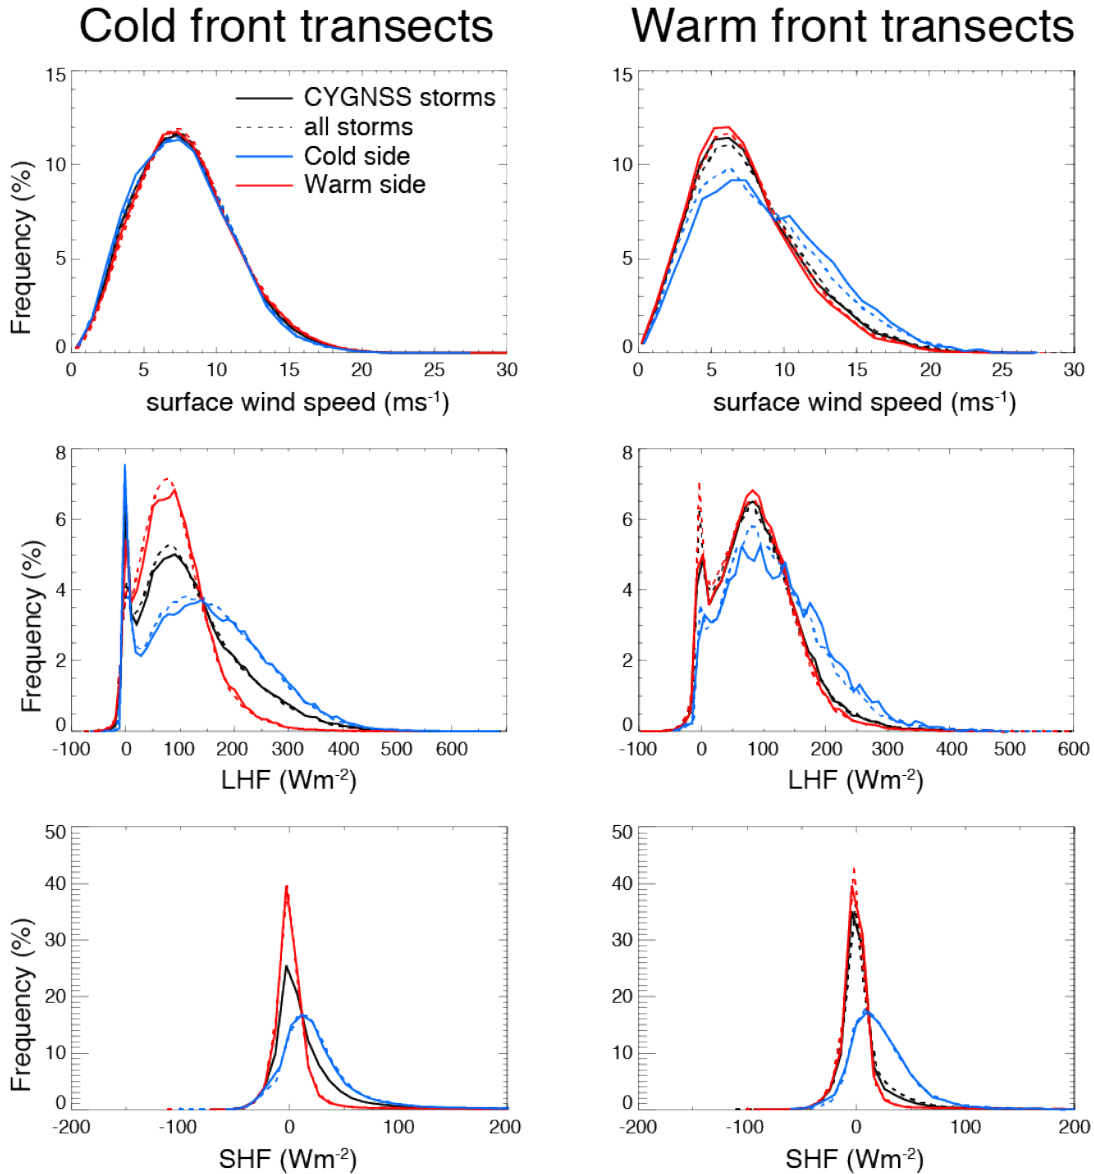 Cold front transects
Warm front transects
15
10
5
0
Frequency (%)
CYGNSS storms
all storms
Cold side
Warm side
0 5 10 15 20 25 30
surface wind speed (ms-1)
15
10
5
0
0 5 10 15 20 25 30
surface wind speed (ms-1)
8
6
4
2
0
Frequency (%)
-100 0 100 200 300 400 500 600
LHF (Wm-2)
8
6
4
2
0
-100 0 100 200 300 400 500 600
LHF (Wm-2)
50
40
30
20
10
0
Frequency (%)
-200 -100 0 100 200
SHF (Wm-2)
50
40
30
20
10
0
-200 -100 0 100 200
SHF (Wm-2)